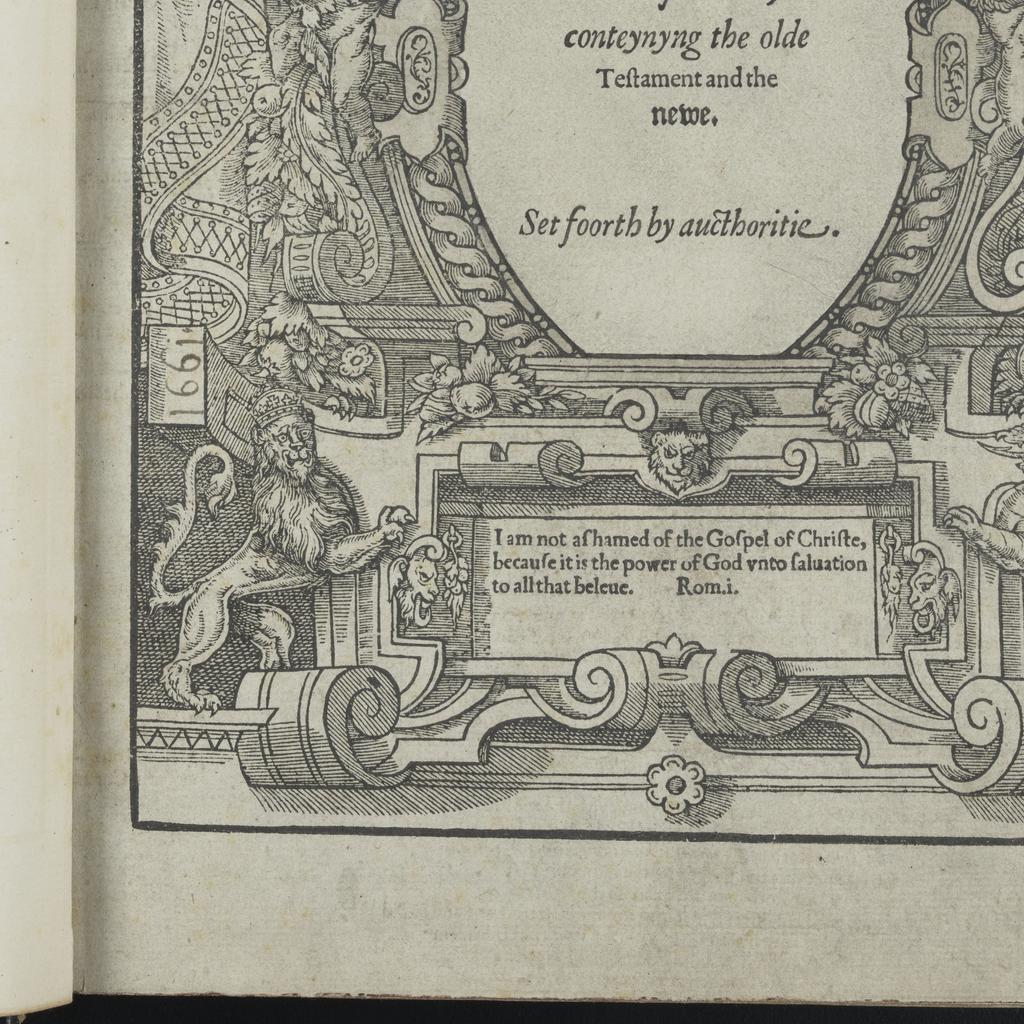 conteynyng the olde
Teſtament and the
newe.
Set foorth by aucthoritie.
1661
I am not aſhamed of the Goſpel of Chriſte,
becauſe it is the power of God vnto ſaluation
to all that beleue. Rom.i.